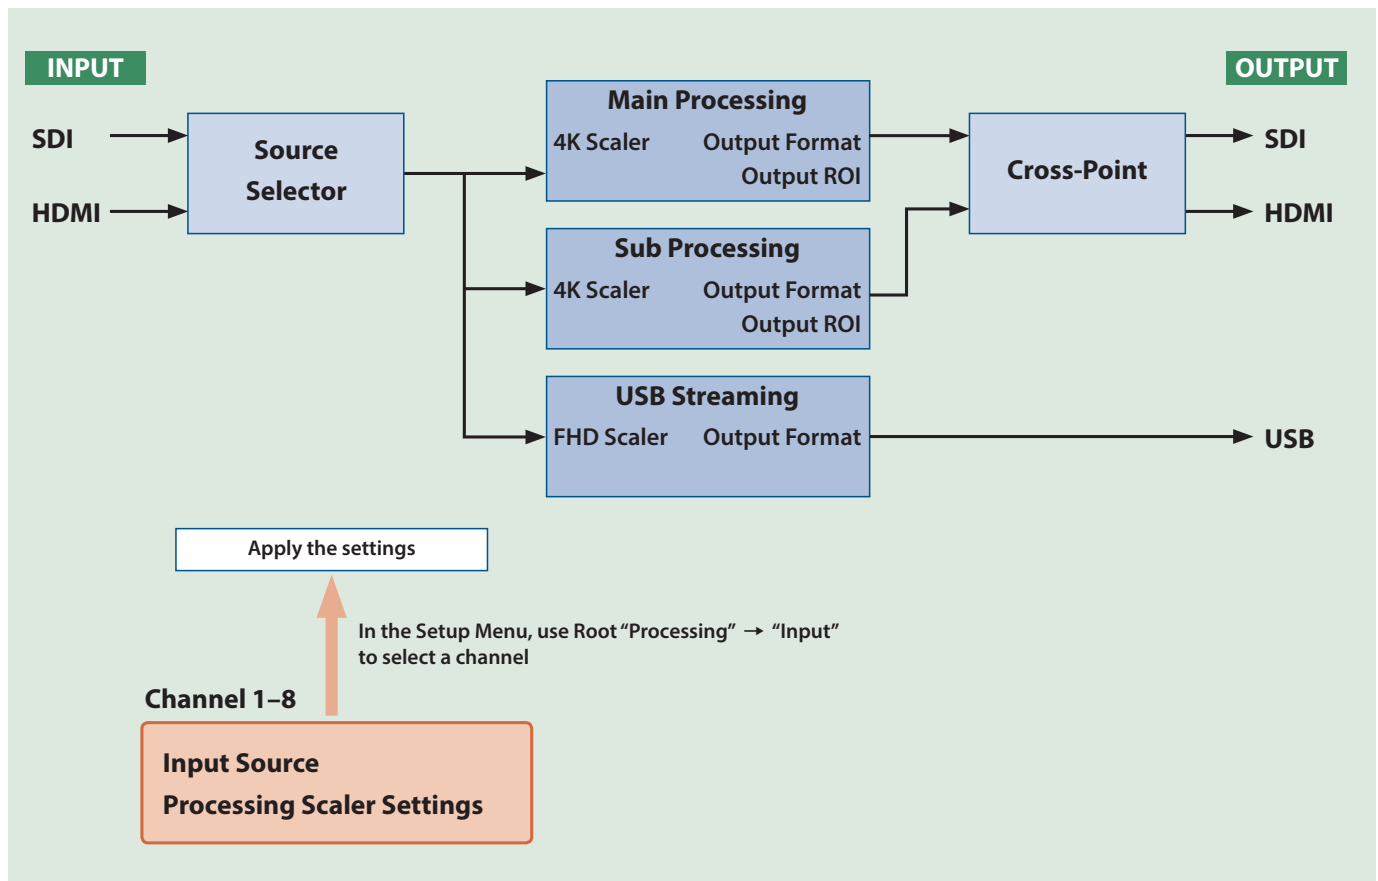 INPUT
OUTPUT
SDI
HDMI
Source
Selector
Main Processing
4K Scaler Output Format
Output ROI
Sub Processing
4K Scaler Output Format
Output ROI
USB Streaming
FHD Scaler Output Format
Cross-Point
SDI
HDMI
USB
Apply the settings
In the Setup Menu, use Root “Processing” → “Input”
to select a channel
Channel 1–8
Input Source
Processing Scaler Settings